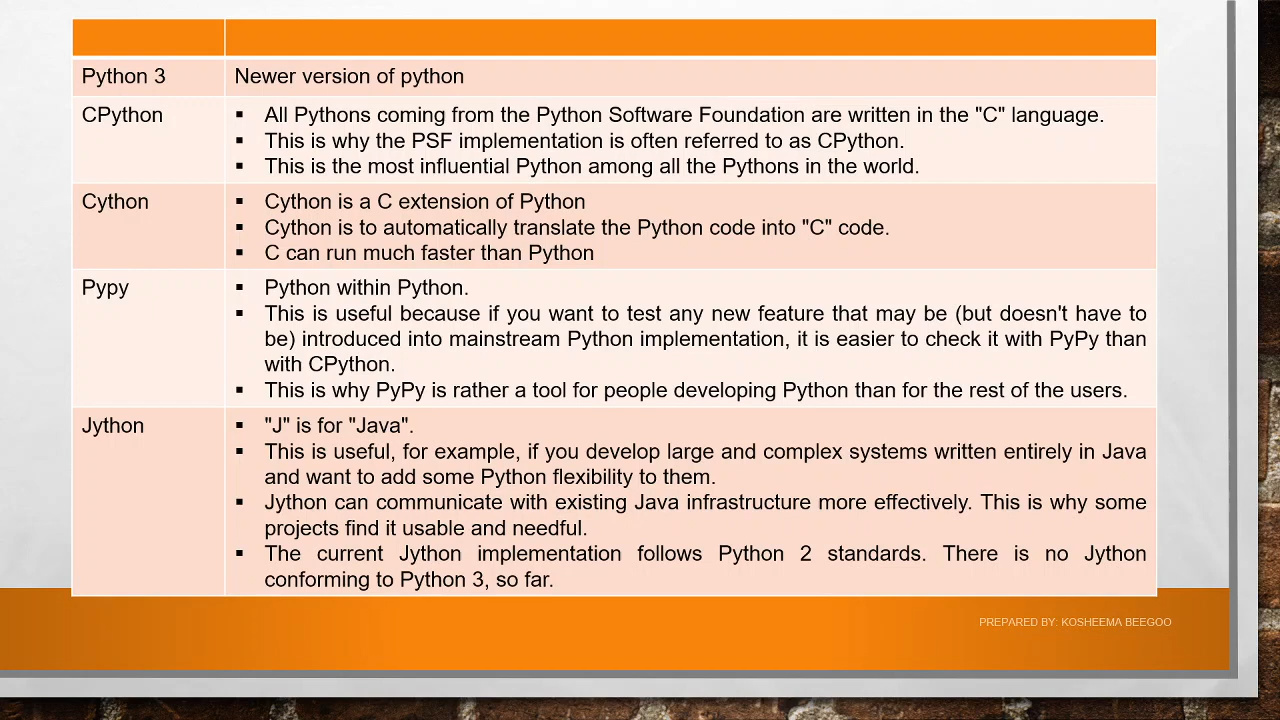 Python 3
Newer version of python
CPython
▪ All Pythons coming from the Python Software Foundation are written in the "C" language.
▪ This is why the PSF implementation is often referred to as CPython.
▪ This is the most influential Python among all the Pythons in the world.
Cython
▪ Cython is a C extension of Python
▪ Cython is to automatically translate the Python code into "C" code.
▪ C can run much faster than Python
Pypy
▪ Python within Python.
▪ This is useful because if you want to test any new feature that may be (but doesn't have to
be) introduced into mainstream Python implementation, it is easier to check it with PyPy than
with CPython.
▪ This is why PyPy is rather a tool for people developing Python than for the rest of the users.
Jython
▪ "J" is for "Java".
▪ This is useful, for example, if you develop large and complex systems written entirely in Java
and want to add some Python flexibility to them.
▪ Jython can communicate with existing Java infrastructure more effectively. This is why some
projects find it usable and needful.
▪ The current Jython implementation follows Python 2 standards. There is no Jython
conforming to Python 3, so far.
PREPARED BY: KOSHEEMA BEEGOO